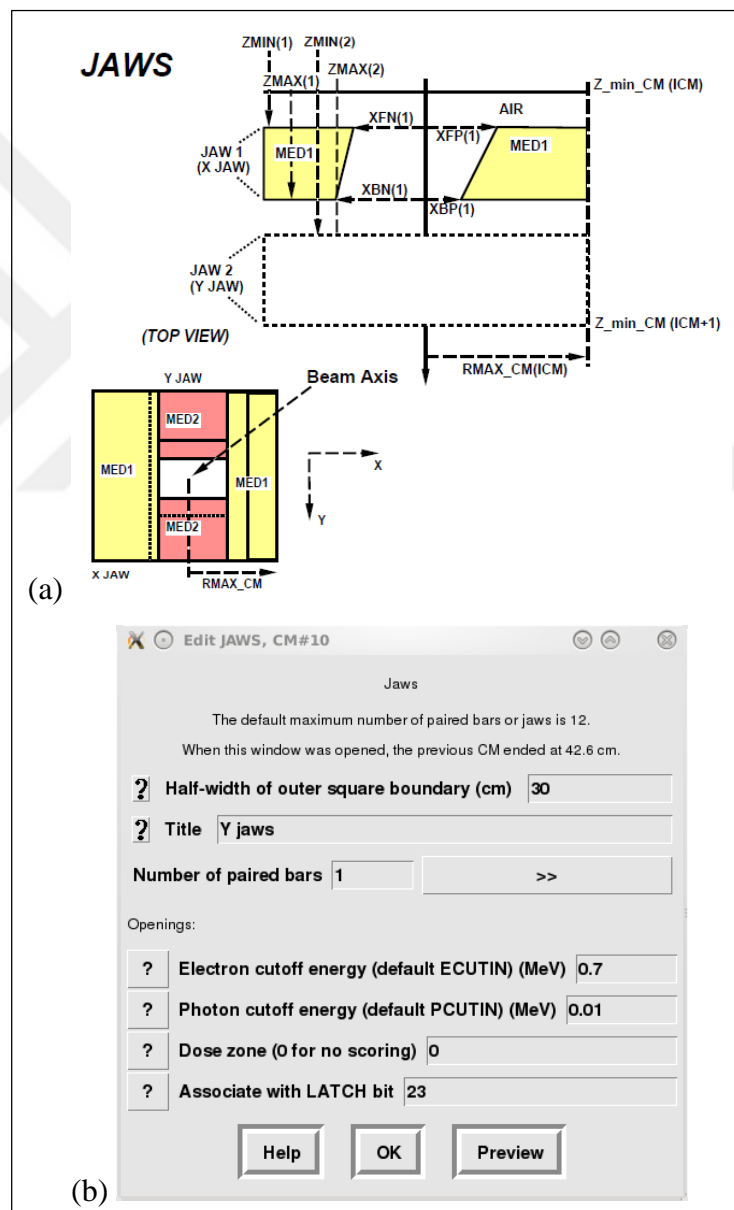 JAWS
ZMIN(1) ZMIN(2)
ZMAX(1) ZMAX(2)
Z_min_CM (ICM)
AIR
XFN(1)
XFP(1)
JAW 1
(X JAW)
MED1
MED1
XBN(1)
XBP(1)
JAW 2
(Y JAW)
(TOP VIEW)
Z_min_CM (ICM+1)
RMAX_CM(ICM)
Y JAW
Beam Axis
MED2
MED1
MED1
X
MED2
Y
X JAW
RMAX_CM
(a)
Edit JAWS, CM#10
Jaws
The default maximum number of paired bars or jaws is 12.
When this window was opened, the previous CM ended at 42.6 cm.
? Half-width of outer square boundary (cm) 30
? Title Y jaws
Number of paired bars 1 >>
Openings:
? Electron cutoff energy (default ECUTIN) (MeV) 0.7
? Photon cutoff energy (default PCUTIN) (MeV) 0.01
? Dose zone (0 for no scoring) 0
? Associate with LATCH bit 23
Help OK Preview
(b)